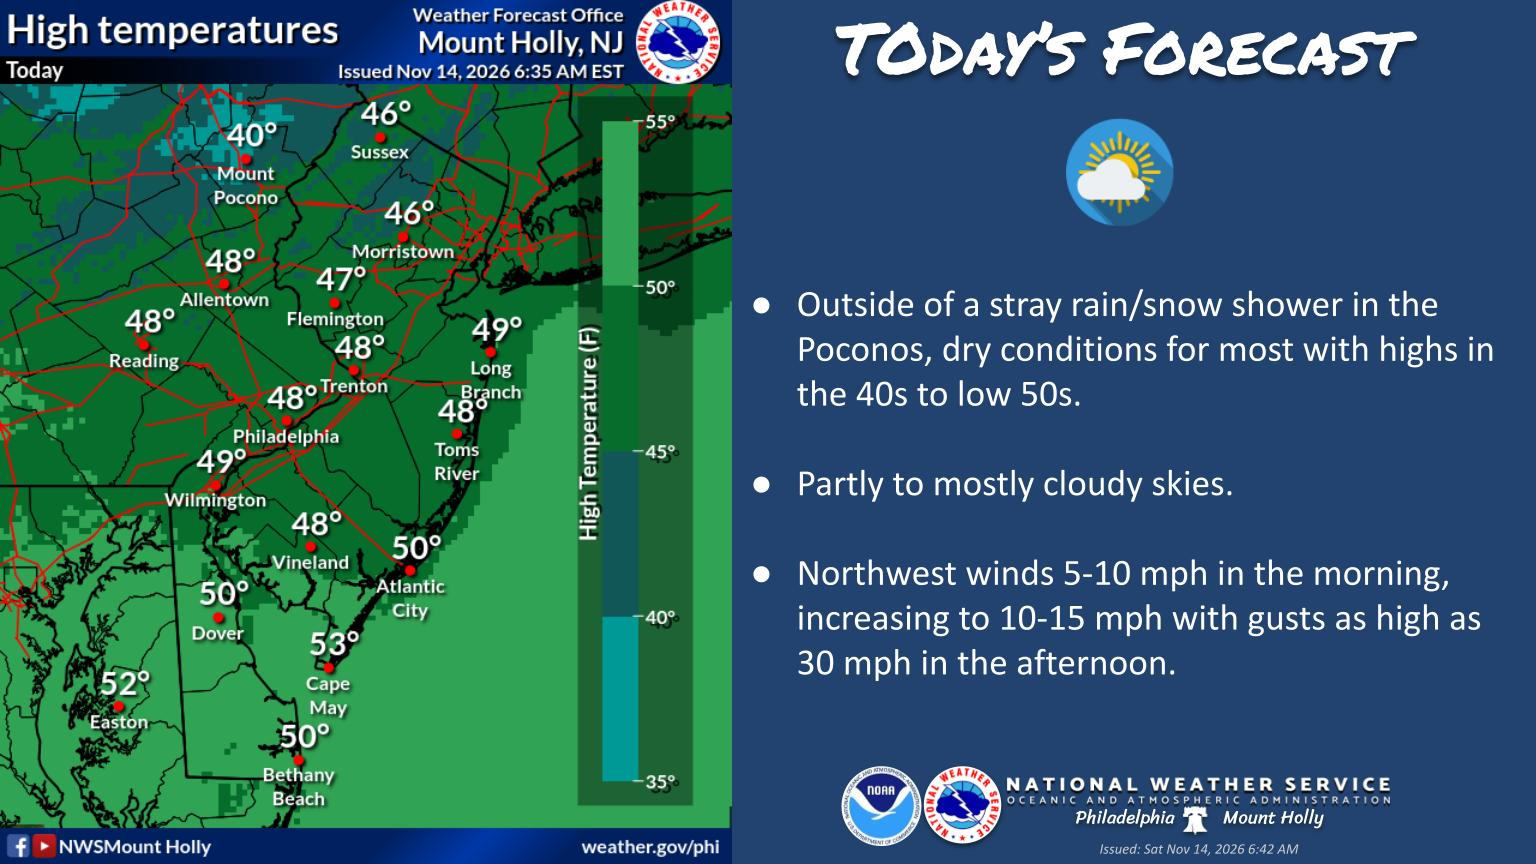 High temperatures
Today
Weather Forecast Office
Mount Holly, NJ
Issued Nov 14, 2026 6:35 AM EST
NATIONAL WEATHER SERVICE
40°
Mount
Pocono
46°
Sussex
46°
Morristown
48°
Allentown
47°
Flemington
48°
Reading
49°
Long
Branch
48°
Trenton
48°
Philadelphia
48°
Toms
River
49°
Wilmington
48°
Vineland
50°
Atlantic
City
50°
Dover
53°
Cape
May
52°
Easton
50°
Bethany
Beach
High Temperature (F)
55°
50°
45°
40°
35°
NWSMount Holly
weather.gov/phi
TODAY'S FORECAST
● Outside of a stray rain/snow shower in the
Poconos, dry conditions for most with highs in
the 40s to low 50s.
● Partly to mostly cloudy skies.
● Northwest winds 5-10 mph in the morning,
increasing to 10-15 mph with gusts as high as
30 mph in the afternoon.
NOAA
NATIONAL WEATHER SERVICE
NATIONAL WEATHER SERVICE
OCEANIC AND ATMOSPHERIC ADMINISTRATION
Philadelphia Mount Holly
Issued: Sat Nov 14, 2026 6:42 AM